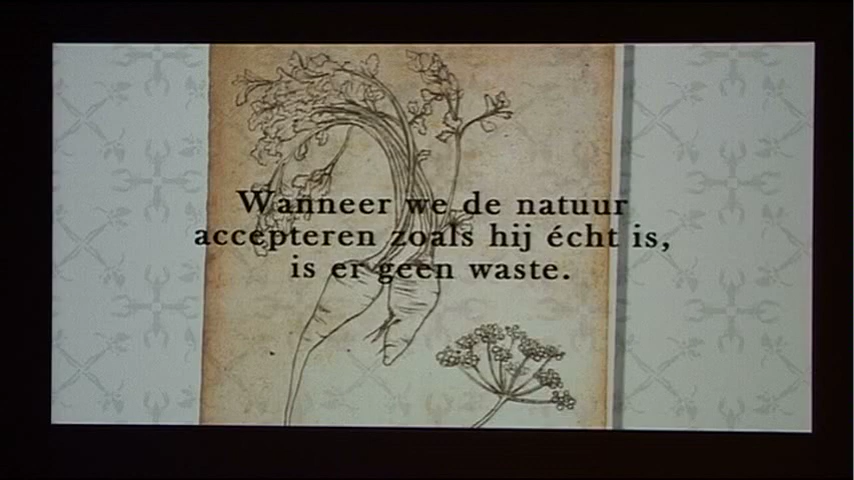 Wanneer we de natuur
accepteren zoals hij écht is,
is er geen waste.